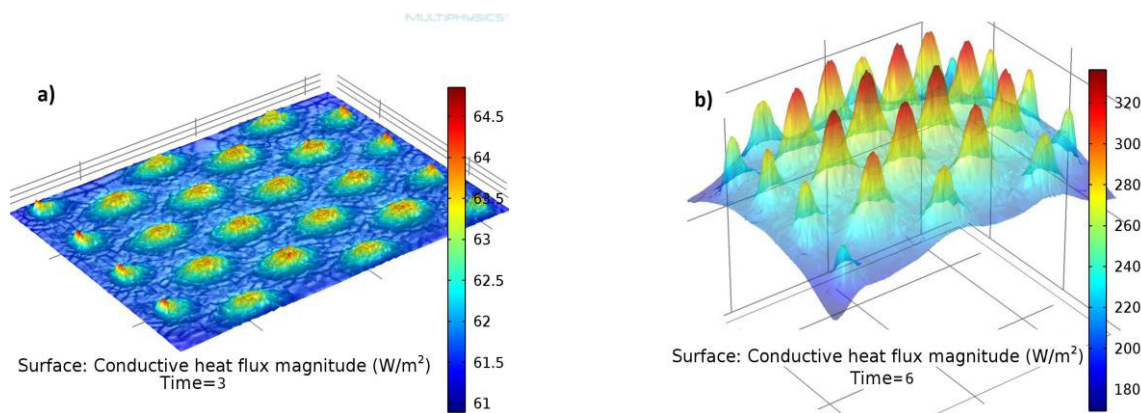 MULTIPHYSICS
a)
64.5
64
63.5
63
62.5
62
61.5
61
Surface: Conductive heat flux magnitude (W/m²)
Time=3
b)
320
300
280
260
240
220
200
180
Surface: Conductive heat flux magnitude (W/m²)
Time=6